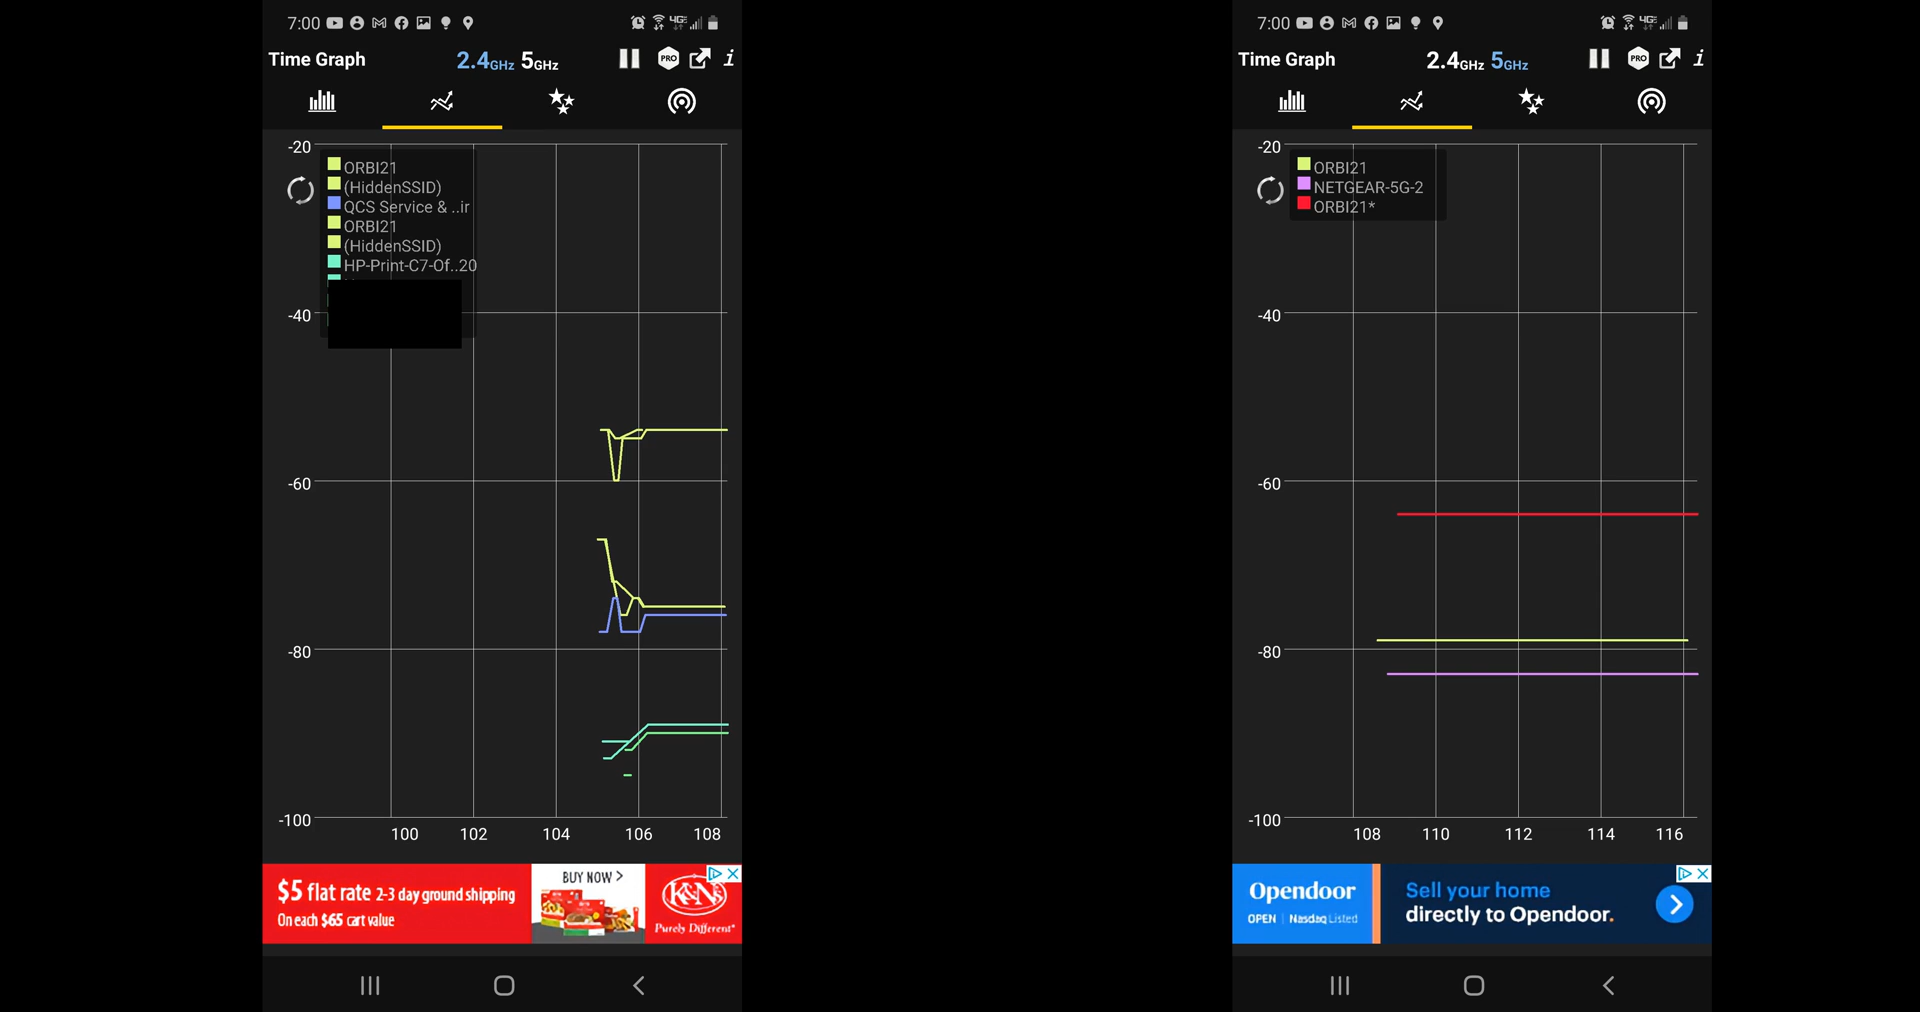 7:00
4GE
Time Graph 2.4GHz 5GHz PRO i
-20
ORBI21
(HiddenSSID)
QCS Service & ..ir
ORBI21
(HiddenSSID)
HP-Print-C7-Of..20
-40
-60
-80
-100
100 102 104 106 108
$5 flat rate 2-3 day ground shipping
On each $65 cart value
BUY NOW >
K&N's
Purely Different
7:00
4GE
Time Graph 2.4GHz 5GHz PRO i
-20
ORBI21
NETGEAR-5G-2
ORBI21*
-40
-60
-80
-100
108 110 112 114 116
Opendoor
OPEN | Nasdaq Listed
Sell your home
directly to Opendoor.